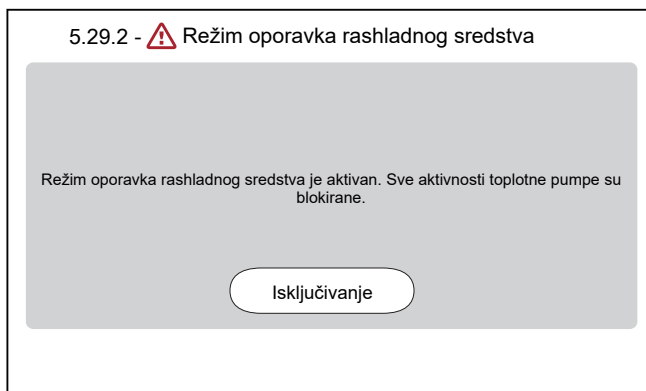 5.29.2 - Režim oporavka rashladnog sredstva
Režim oporavka rashladnog sredstva je aktivan. Sve aktivnosti toplotne pumpe su
blokirane.
Isključivanje